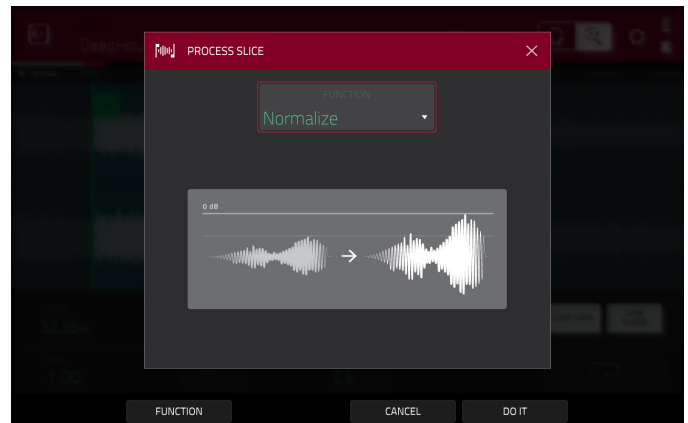 PROCESS SLICE
FUNCTION
Normalize
0 dB
FUNCTION
CANCEL
DO IT